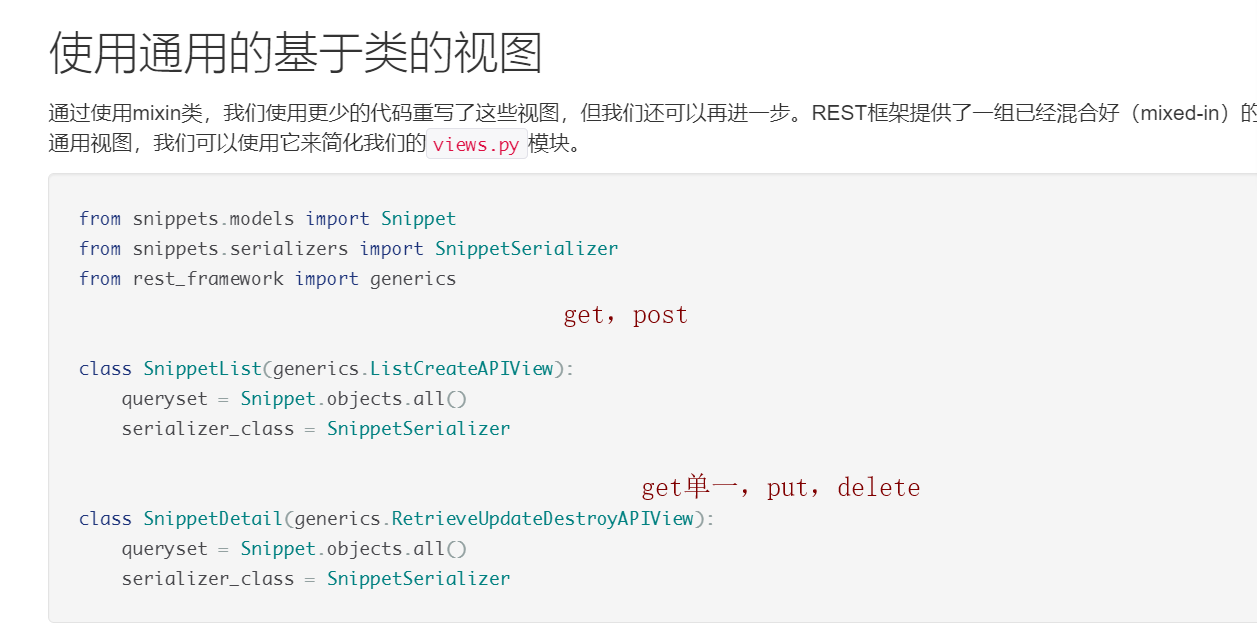 使用通用的基于类的视图
通过使用mixin类，我们使用更少的代码重写了这些视图，但我们还可以再进一步。REST框架提供了一组已经混合好（mixed-in）的
通用视图，我们可以使用它来简化我们的views.py模块。
from snippets.models import Snippet
from snippets.serializers import SnippetSerializer
from rest_framework import generics
get，post
class SnippetList(generics.ListCreateAPIView):
    queryset = Snippet.objects.all()
    serializer_class = SnippetSerializer
get单一，put，delete
class SnippetDetail(generics.RetrieveUpdateDestroyAPIView):
    queryset = Snippet.objects.all()
    serializer_class = SnippetSerializer